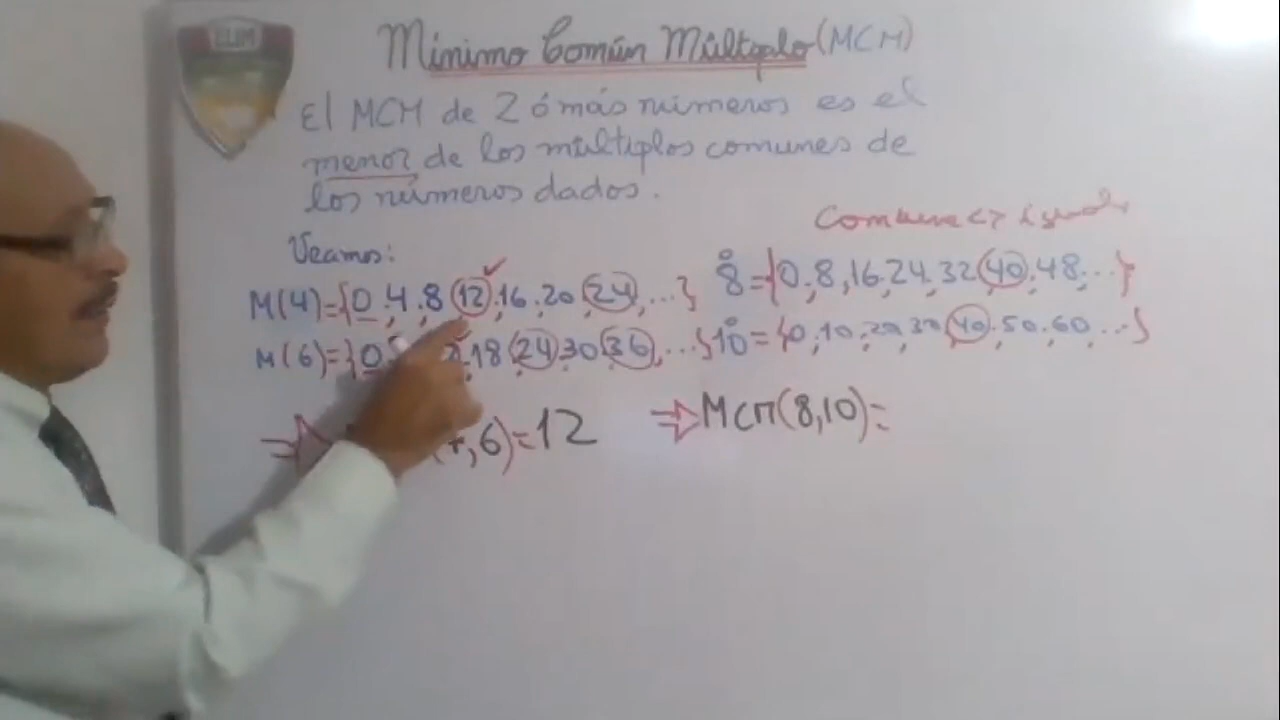 ELIM
Mínimo Común Múltiplo (MCM)
El MCM de 2 ó más números es el
menor de los múltiplos comunes de
los números dados.
Veamos:
M(4)={0,4,8,12,16,20,24,...}
M(6)={0 18,24,30,36,...}
,6)=12
Comunes <> iguales
8̊={0,8,16,24,32,40,48,...}
10̊={0,10,20,30,40,50,60,...}
⇒ Mcm(8,10)=